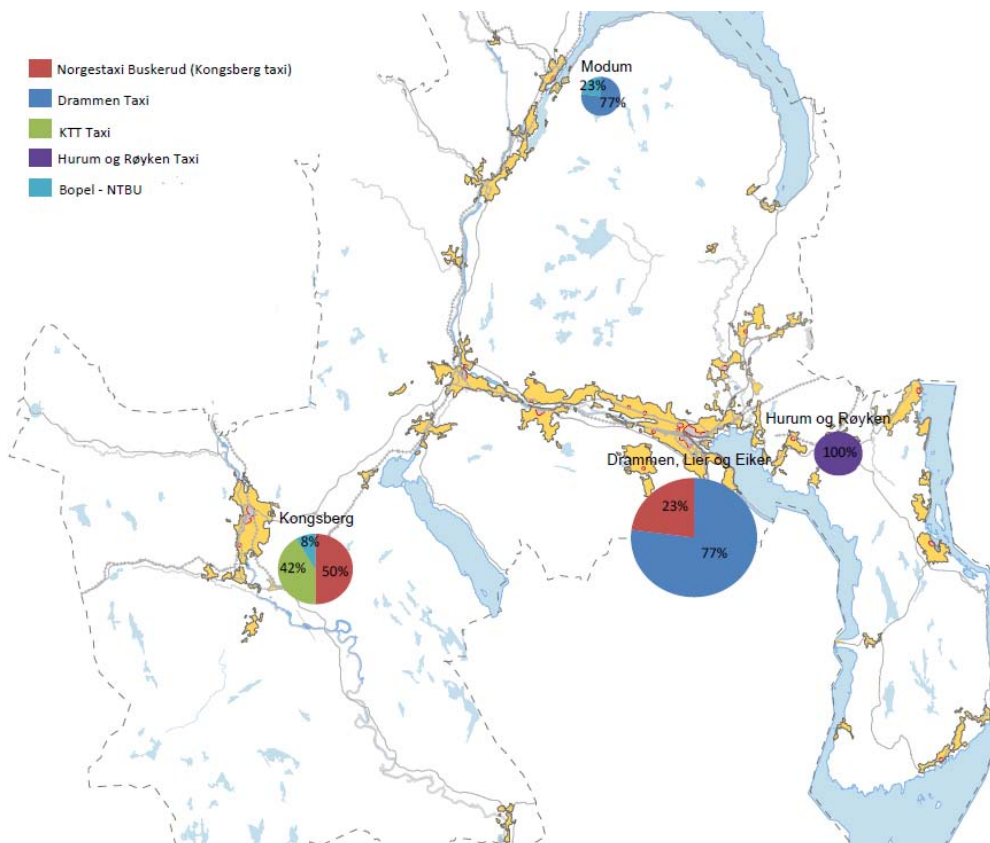 Norgestaxi Buskerud (Kongsberg taxi)
Drammen Taxi
KTT Taxi
Hurum og Røyken Taxi
Bopel - NTBU
Modum
23%
77%
Hurum og Røyken
100%
Drammen, Lier og Eiker
23%
77%
Kongsberg
8%
42%
50%